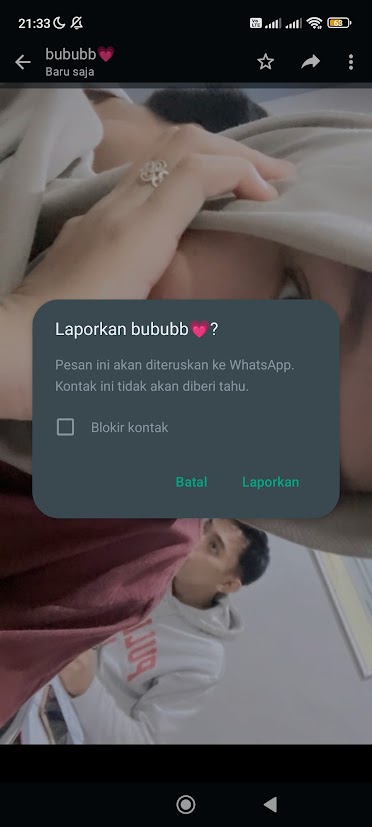 21:33
63
bububb💗
Baru saja
Laporkan bububb💗?
Pesan ini akan diteruskan ke WhatsApp.
Kontak ini tidak akan diberi tahu.
Blokir kontak
Batal Laporkan